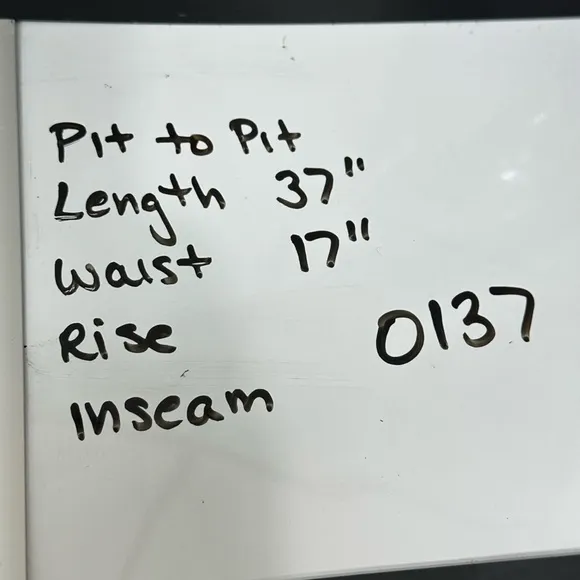 Pit to Pit
Length 37"
Waist 17"
Rise
Inseam
0137